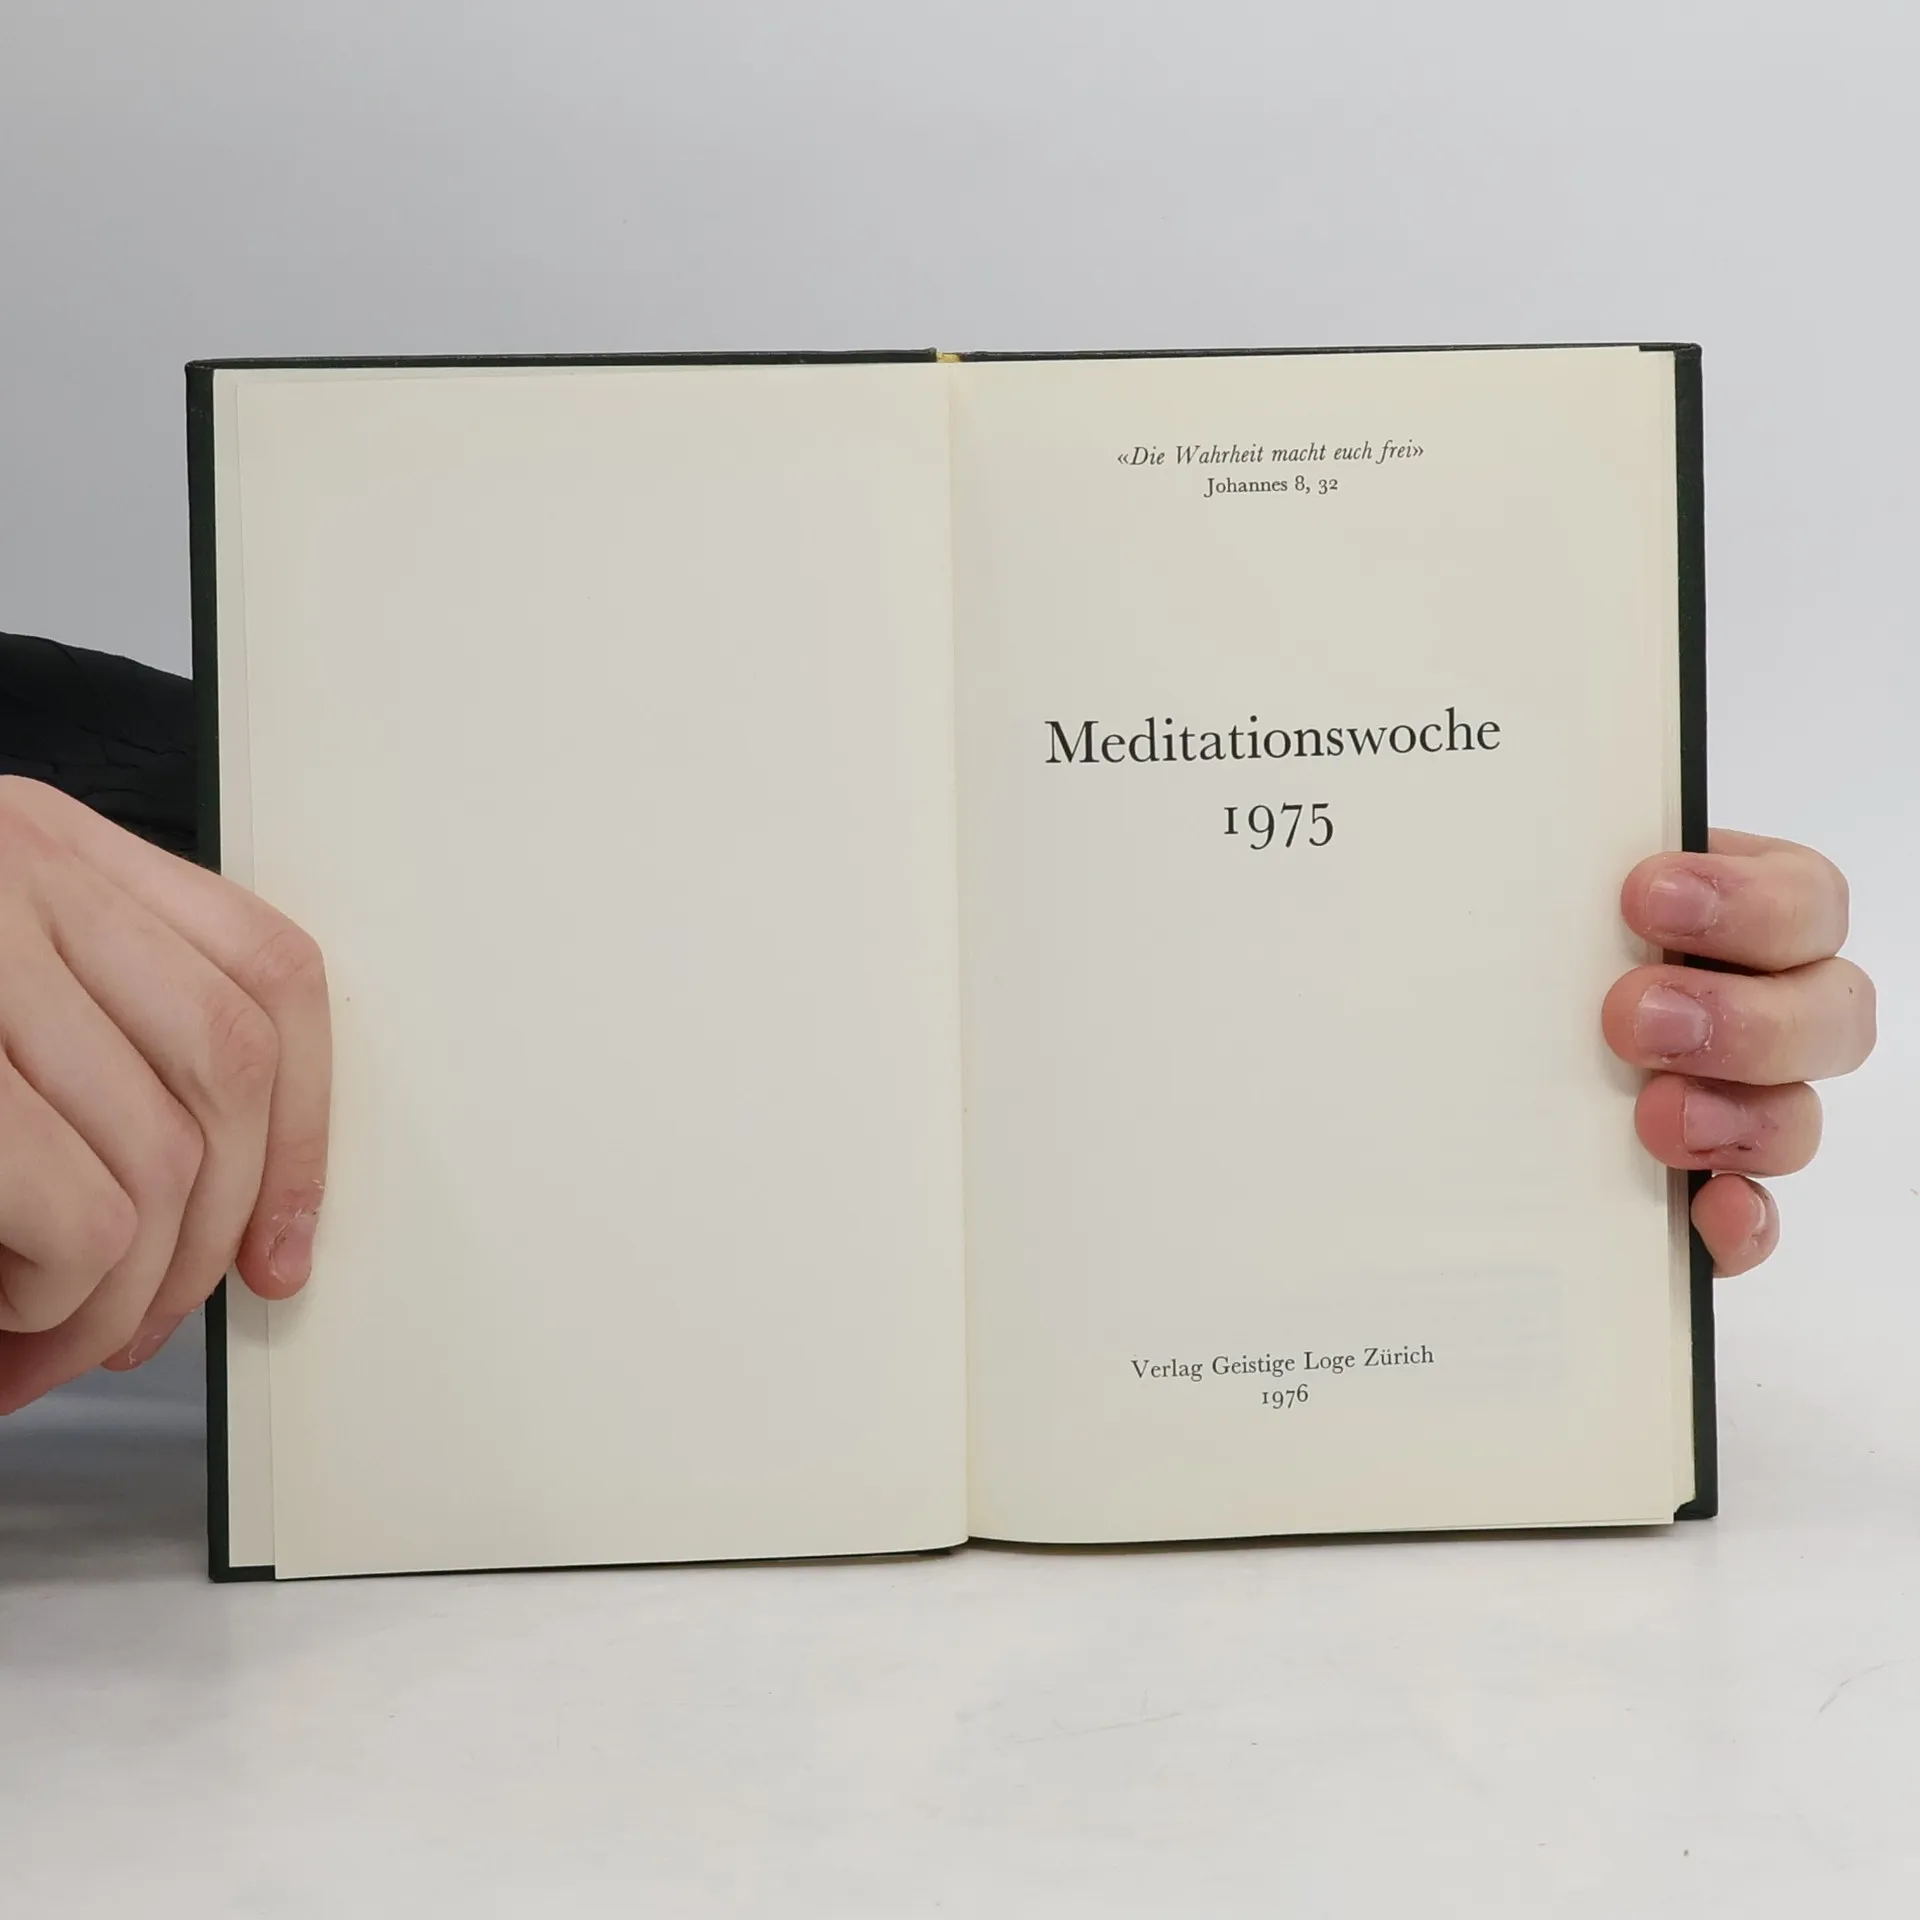 «Die Wahrheit macht euch frei»
Johannes 8, 32
Meditationswoche
1975
Verlag Geistige Loge Zürich
1976